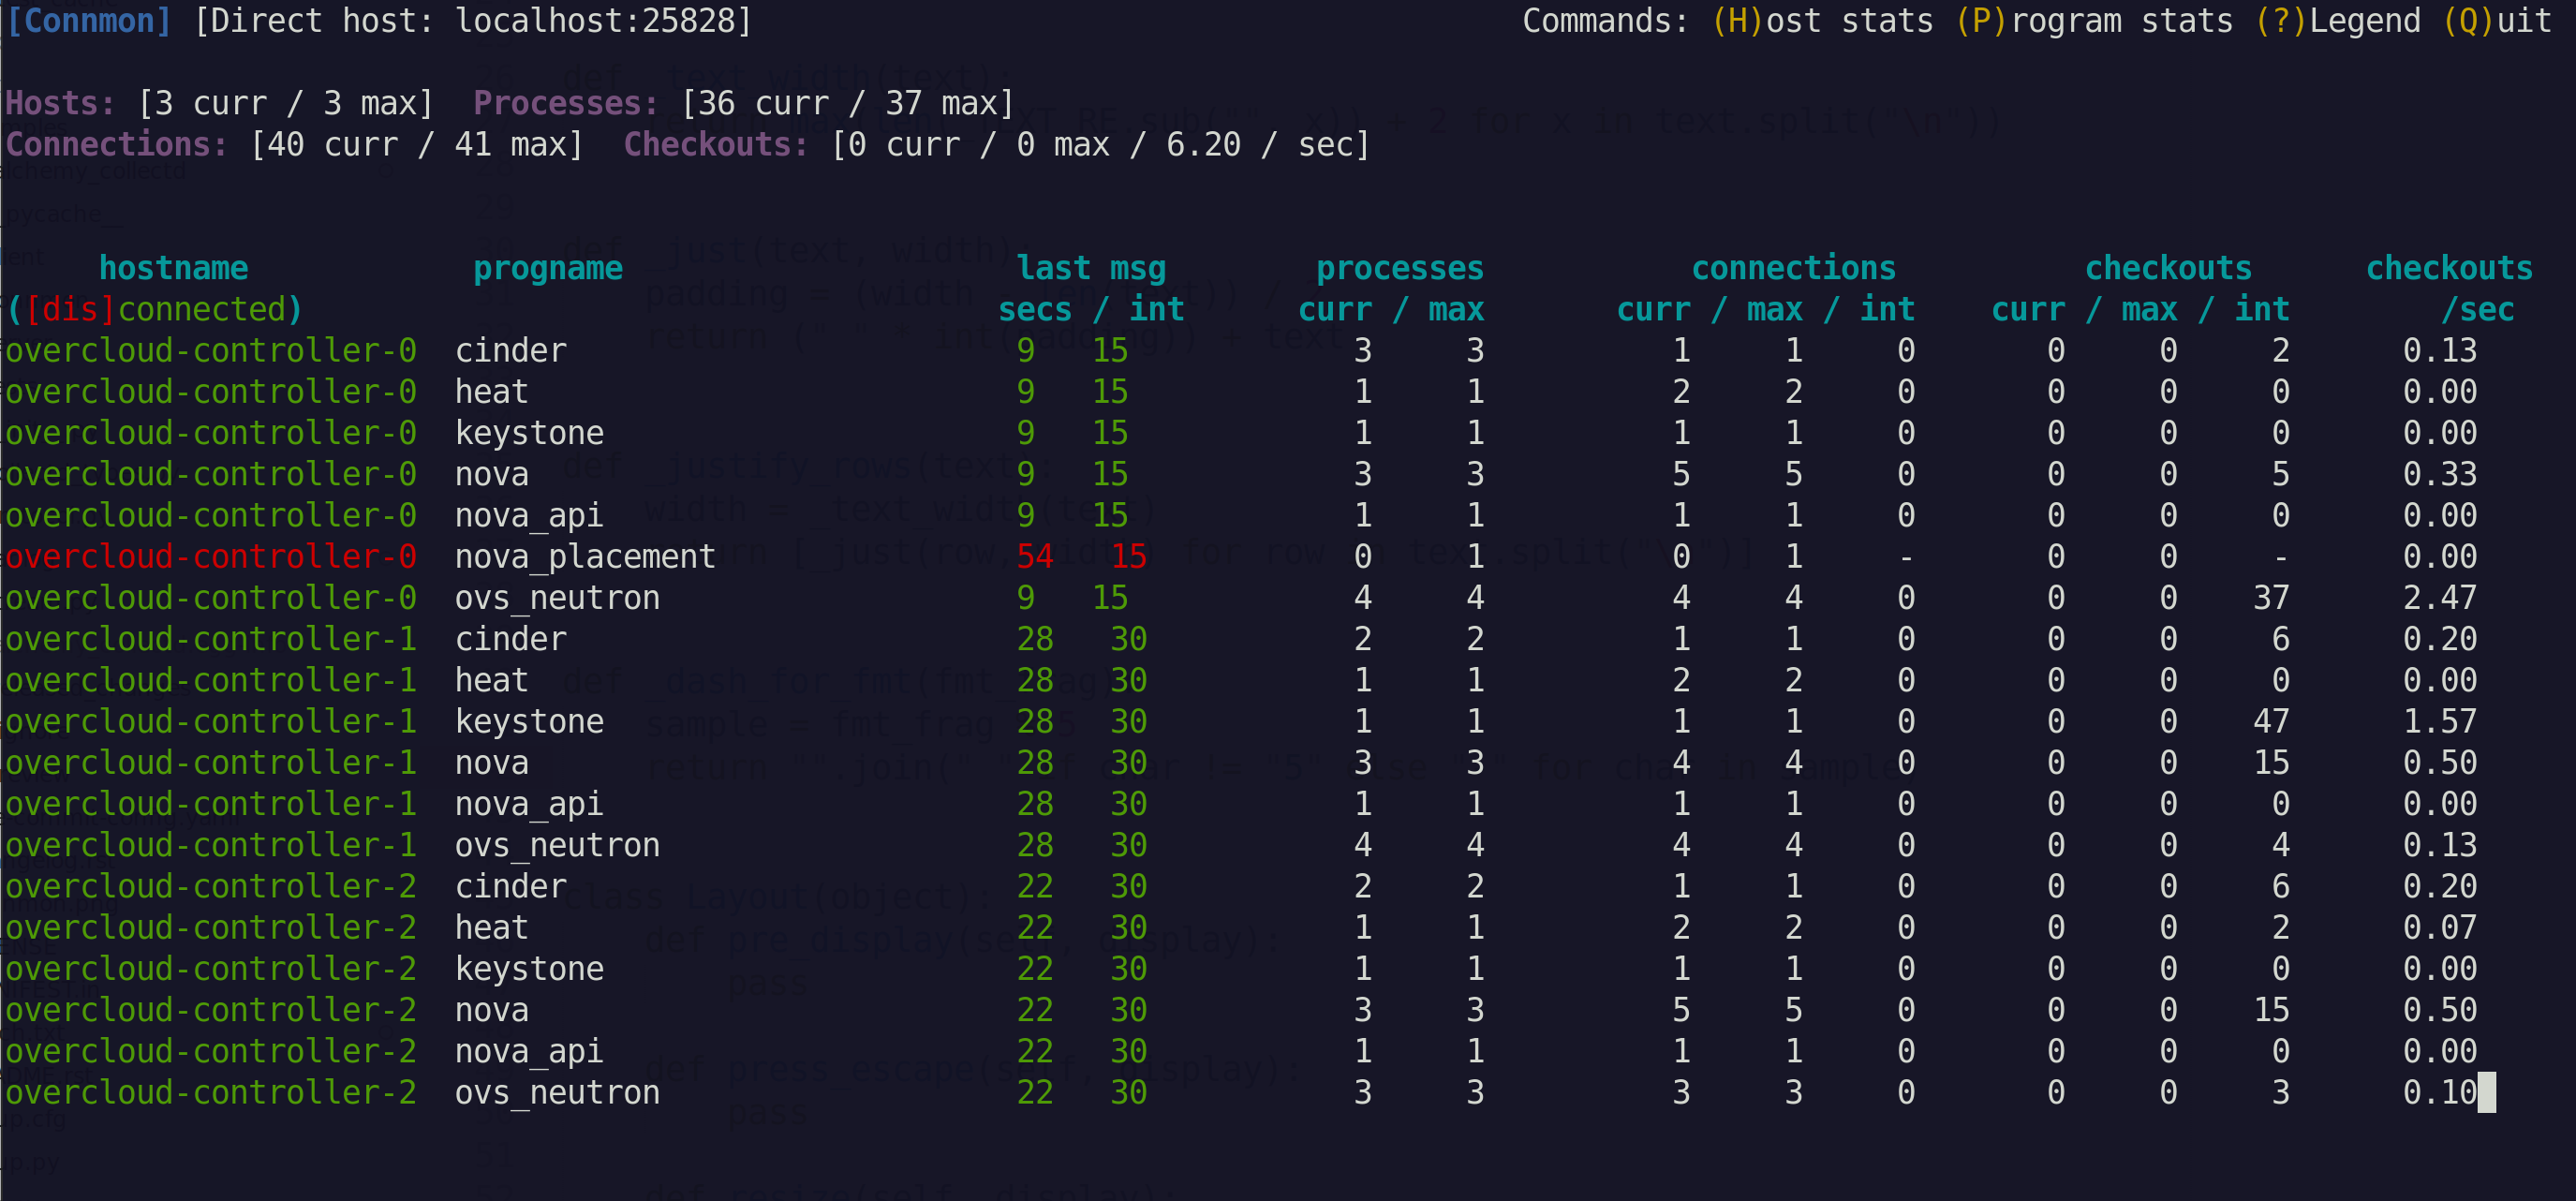 [Connmon] [Direct host: localhost:25828] Commands: (H)ost stats (P)rogram stats (?)Legend (Q)uit
Hosts: [3 curr / 3 max] Processes: [36 curr / 37 max]
Connections: [40 curr / 41 max] Checkouts: [0 curr / 0 max / 6.20 / sec]
hostname progname last msg processes connections checkouts checkouts
([dis]connected) secs / int curr / max curr / max / int curr / max / int /sec
overcloud-controller-0 cinder 9 15 3 3 1 1 0 0 0 2 0.13
overcloud-controller-0 heat 9 15 1 1 2 2 0 0 0 0 0.00
overcloud-controller-0 keystone 9 15 1 1 1 1 0 0 0 0 0.00
overcloud-controller-0 nova 9 15 3 3 5 5 0 0 0 5 0.33
overcloud-controller-0 nova_api 9 15 1 1 1 1 0 0 0 0 0.00
overcloud-controller-0 nova_placement 54 15 0 1 0 1 - 0 0 - 0.00
overcloud-controller-0 ovs_neutron 9 15 4 4 4 4 0 0 0 37 2.47
overcloud-controller-1 cinder 28 30 2 2 1 1 0 0 0 6 0.20
overcloud-controller-1 heat 28 30 1 1 2 2 0 0 0 0 0.00
overcloud-controller-1 keystone 28 30 1 1 1 1 0 0 0 47 1.57
overcloud-controller-1 nova 28 30 3 3 4 4 0 0 0 15 0.50
overcloud-controller-1 nova_api 28 30 1 1 1 1 0 0 0 0 0.00
overcloud-controller-1 ovs_neutron 28 30 4 4 4 4 0 0 0 4 0.13
overcloud-controller-2 cinder 22 30 2 2 1 1 0 0 0 6 0.20
overcloud-controller-2 heat 22 30 1 1 2 2 0 0 0 2 0.07
overcloud-controller-2 keystone 22 30 1 1 1 1 0 0 0 0 0.00
overcloud-controller-2 nova 22 30 3 3 5 5 0 0 0 15 0.50
overcloud-controller-2 nova_api 22 30 1 1 1 1 0 0 0 0 0.00
overcloud-controller-2 ovs_neutron 22 30 3 3 3 3 0 0 0 3 0.10